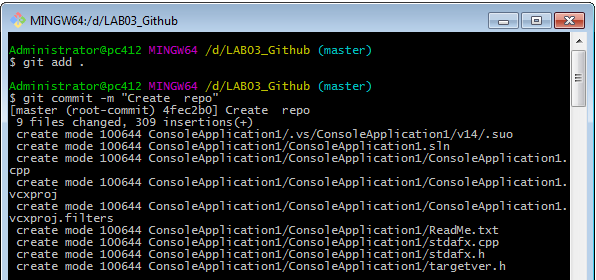 MINGW64:/d/LAB03_Github
Administrator@pc412 MINGW64 /d/LAB03_Github (master)
$ git add .
Administrator@pc412 MINGW64 /d/LAB03_Github (master)
$ git commit -m "Create  repo"
[master (root-commit) 4fec2b0] Create  repo
 9 files changed, 309 insertions(+)
 create mode 100644 ConsoleApplication1/.vs/ConsoleApplication1/v14/.suo
 create mode 100644 ConsoleApplication1/ConsoleApplication1.sln
 create mode 100644 ConsoleApplication1/ConsoleApplication1/ConsoleApplication1.
cpp
 create mode 100644 ConsoleApplication1/ConsoleApplication1/ConsoleApplication1.
vcxproj
 create mode 100644 ConsoleApplication1/ConsoleApplication1/ConsoleApplication1.
vcxproj.filters
 create mode 100644 ConsoleApplication1/ConsoleApplication1/ReadMe.txt
 create mode 100644 ConsoleApplication1/ConsoleApplication1/stdafx.cpp
 create mode 100644 ConsoleApplication1/ConsoleApplication1/stdafx.h
 create mode 100644 ConsoleApplication1/ConsoleApplication1/targetver.h